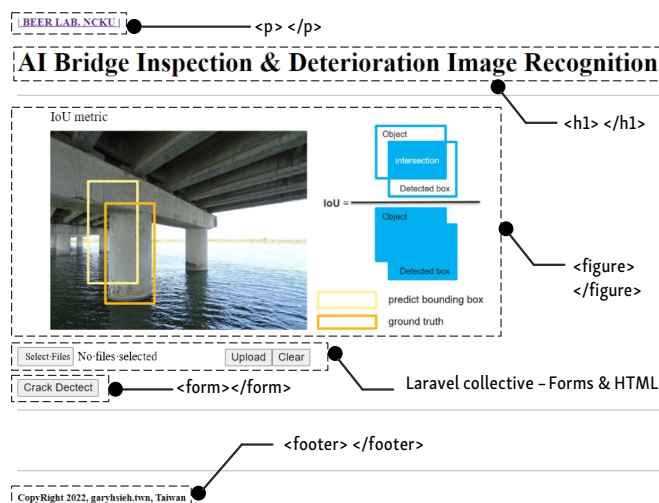 | BEER LAB. NCKU |
<p> </p>
AI Bridge Inspection & Deterioration Image Recognition
<h1> </h1>
IoU metric
Object
intersection
Detected box
IoU =
Object
Detected box
predict bounding box
ground truth
<figure>
</figure>
Select·Files No·files·selected Upload Clear
Crack Dectect
<form></form>
Laravel collective – Forms & HTML
<footer> </footer>
CopyRight 2022, garyhsieh.twn, Taiwan